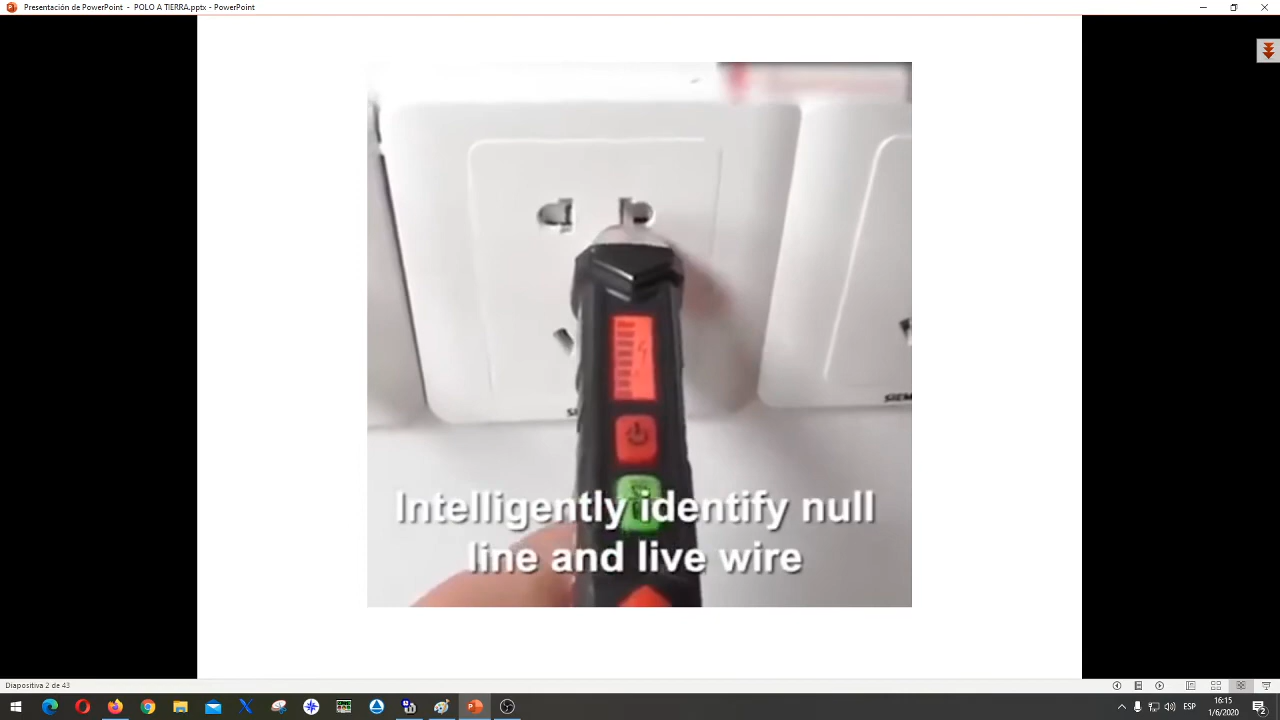 Presentación de PowerPoint - POLO A TIERRA.pptx - PowerPoint
Intelligently identify null
line and live wire
Diapositiva 2 de 43
ESP
16:15
1/6/2020
2